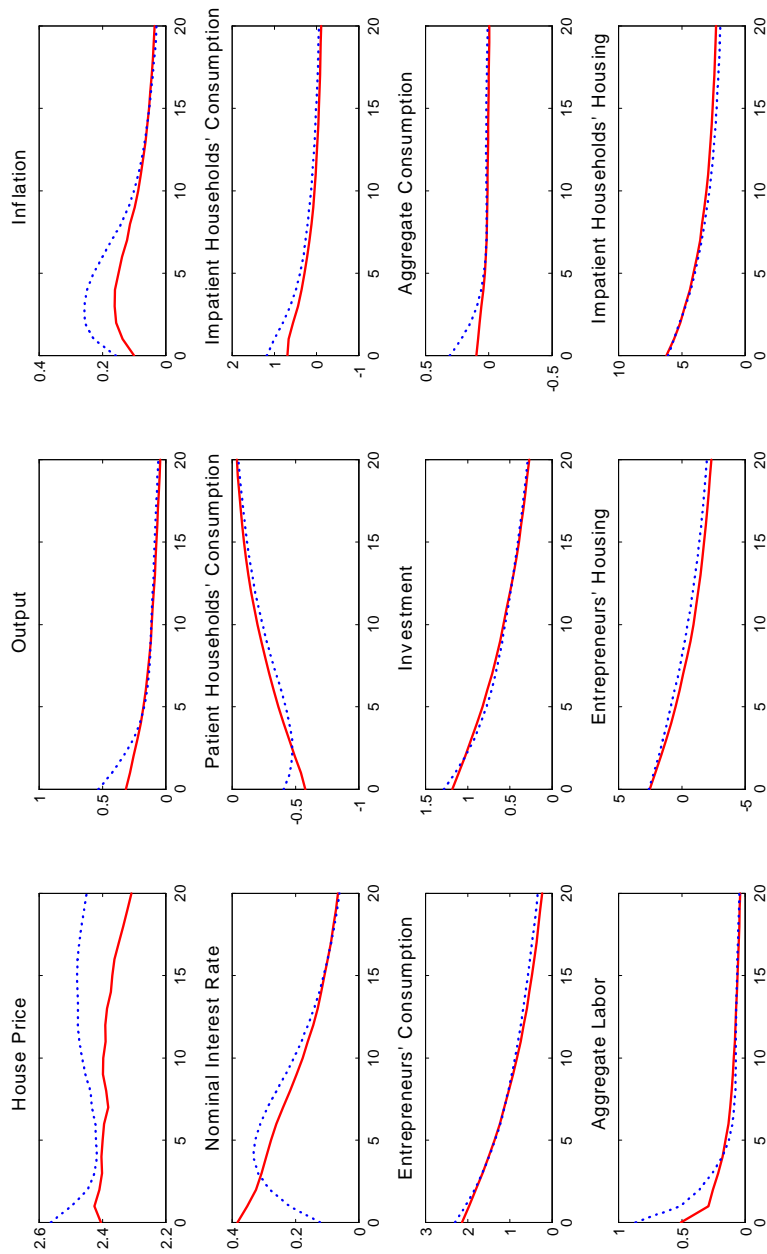 House Price
2.6
2.4
2.2
0 5 10 15 20
Output
1
0.5
0
0 5 10 15 20
Inflation
0.4
0.2
0
0 5 10 15 20
Nominal Interest Rate
0.4
0.2
0
0 5 10 15 20
Patient Households' Consumption
0
-0.5
-1
0 5 10 15 20
Impatient Households' Consumption
2
1
0
-1
0 5 10 15 20
Entrepreneurs' Consumption
3
2
1
0
0 5 10 15 20
Investment
1.5
1
0.5
0
0 5 10 15 20
Aggregate Consumption
0.5
0
-0.5
0 5 10 15 20
Aggregate Labor
1
0.5
0
0 5 10 15 20
Entrepreneurs' Housing
5
0
-5
0 5 10 15 20
Impatient Households' Housing
10
5
0
0 5 10 15 20